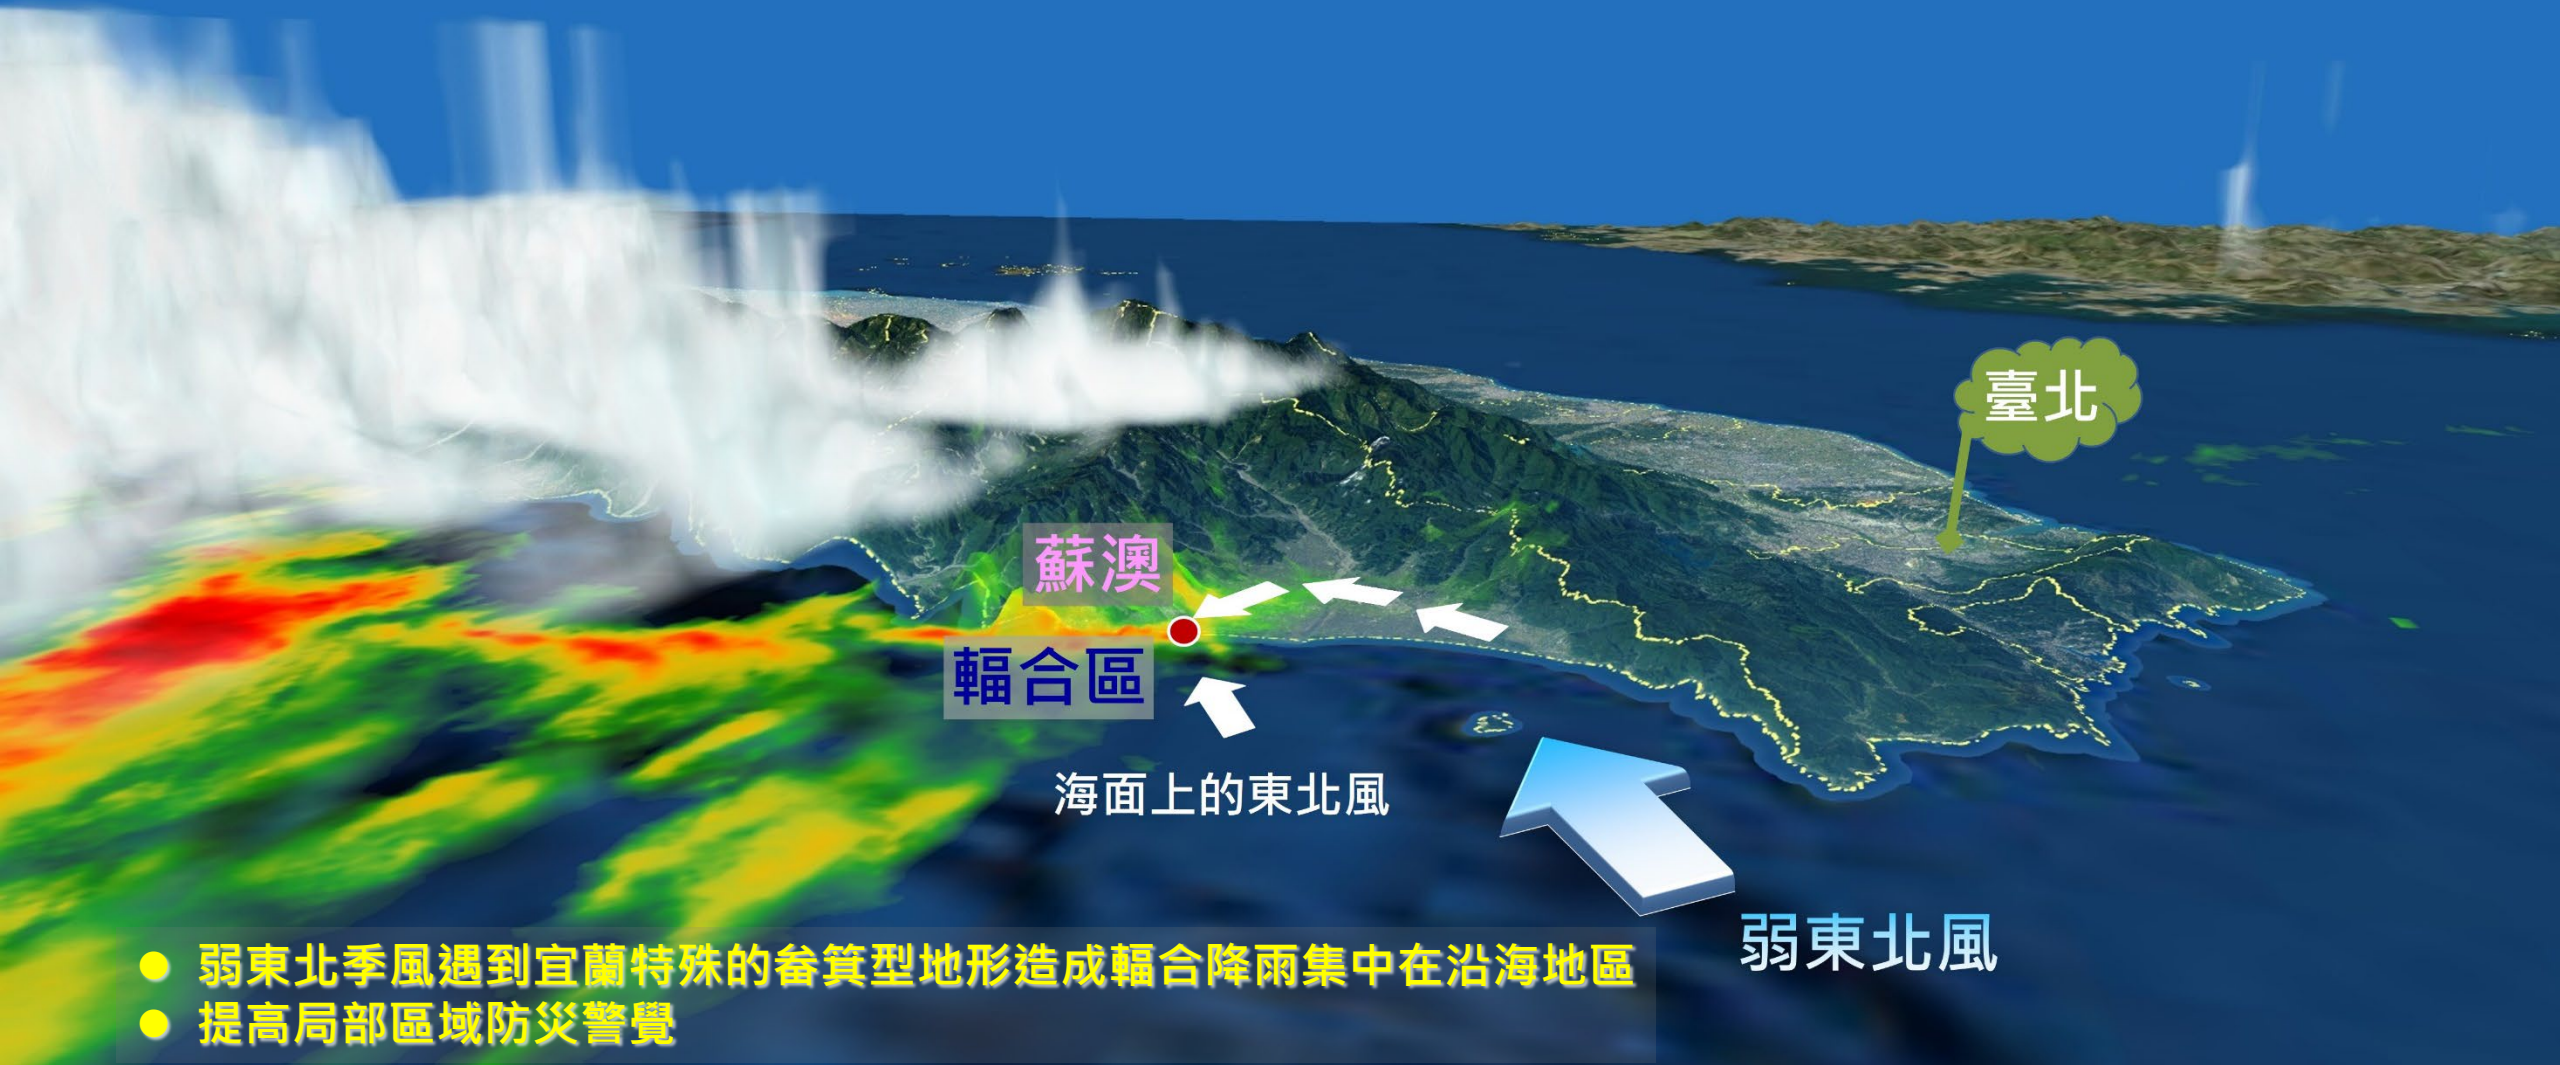 臺北
蘇澳
輻合區
海面上的東北風
弱東北風
● 弱東北季風遇到宜蘭特殊的畚箕型地形造成輻合降雨集中在沿海地區
● 提高局部區域防災警覺